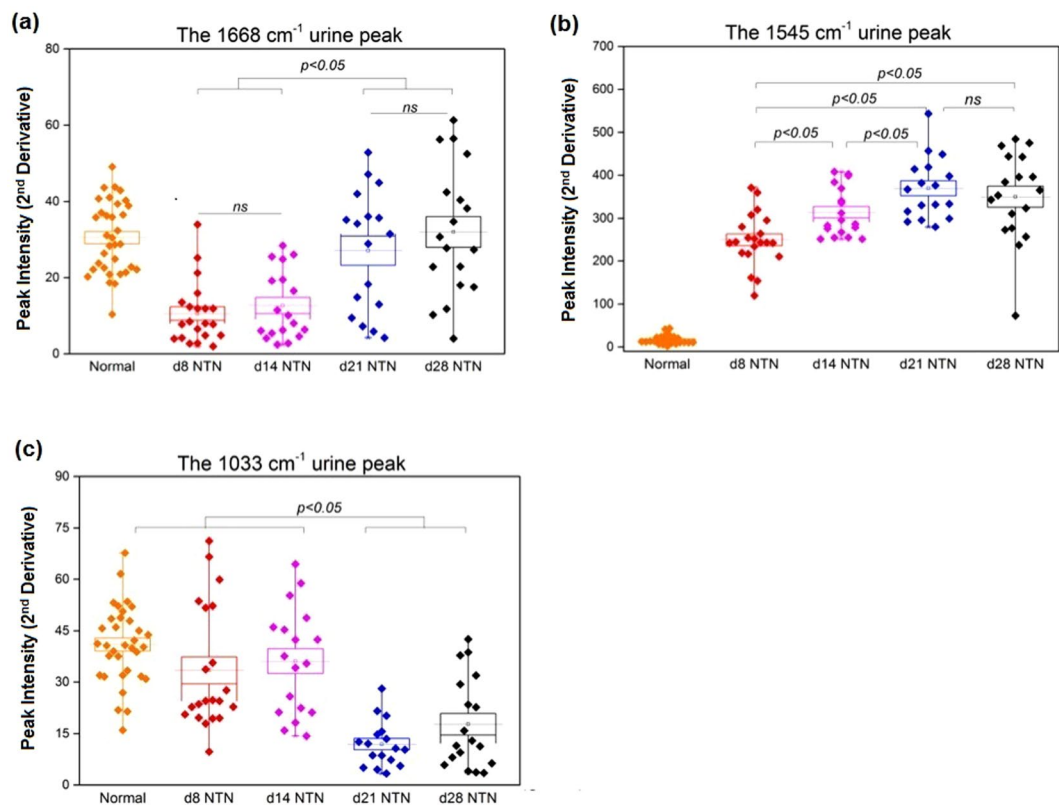 (a)
The 1668 cm⁻¹ urine peak
Peak Intensity (2nd Derivative)
80
60
40
20
0
p<0.05
ns
ns
Normal d8 NTN d14 NTN d21 NTN d28 NTN
(b)
The 1545 cm⁻¹ urine peak
Peak Intensity (2nd Derivative)
700
600
500
400
300
200
100
0
p<0.05
p<0.05 ns
p<0.05 p<0.05
Normal d8 NTN d14 NTN d21 NTN d28 NTN
(c)
The 1033 cm⁻¹ urine peak
Peak Intensity (2nd Derivative)
90
75
60
45
30
15
0
p<0.05
Normal d8 NTN d14 NTN d21 NTN d28 NTN